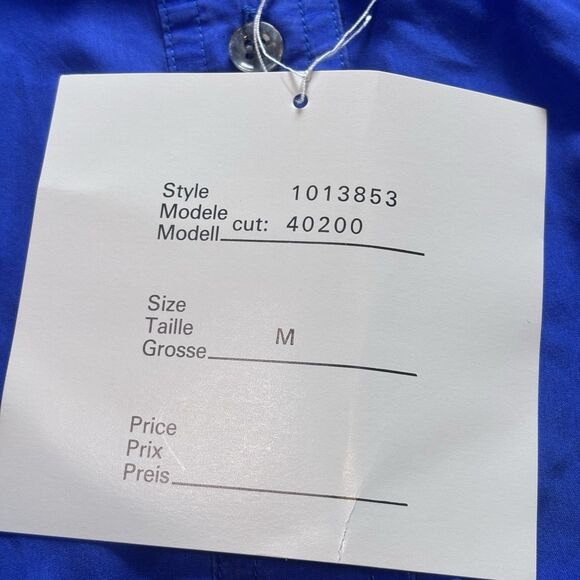 Style 1013853
Modele cut: 40200
Modell
Size
Taille M
Grosse
Price
Prix
Preis